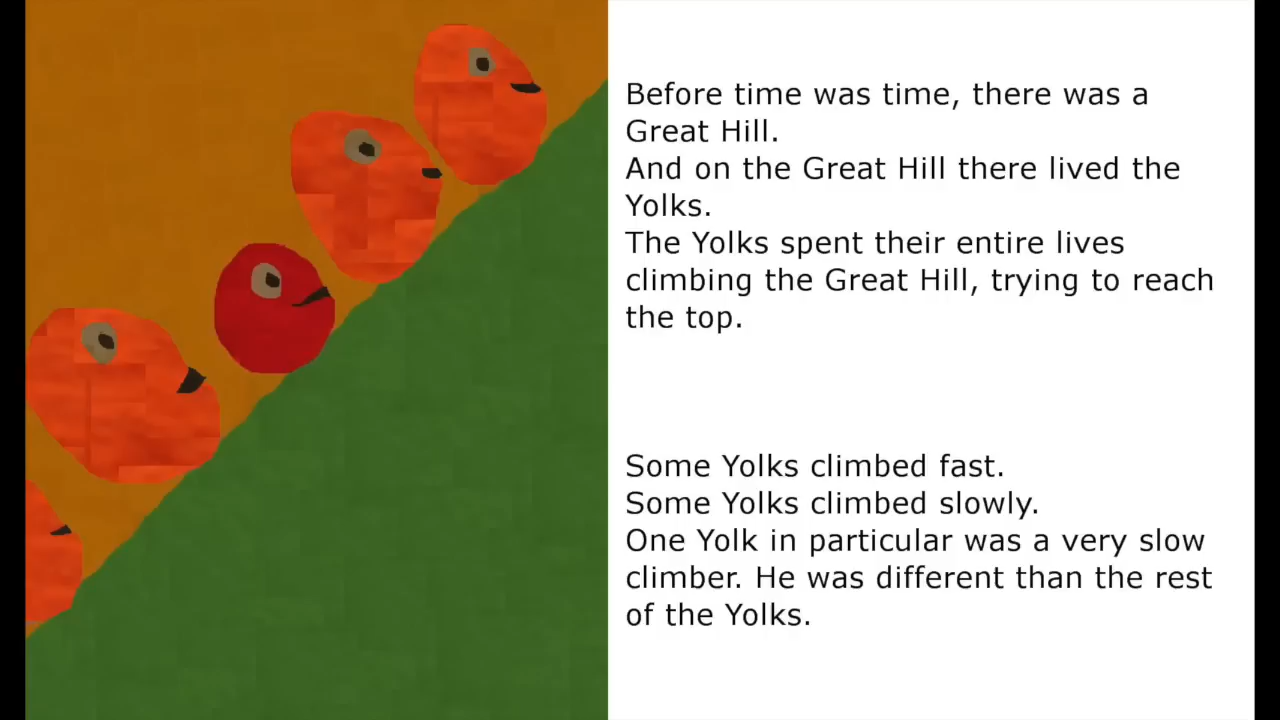 Before time was time, there was a
Great Hill.
And on the Great Hill there lived the
Yolks.
The Yolks spent their entire lives
climbing the Great Hill, trying to reach
the top.
Some Yolks climbed fast.
Some Yolks climbed slowly.
One Yolk in particular was a very slow
climber. He was different than the rest
of the Yolks.